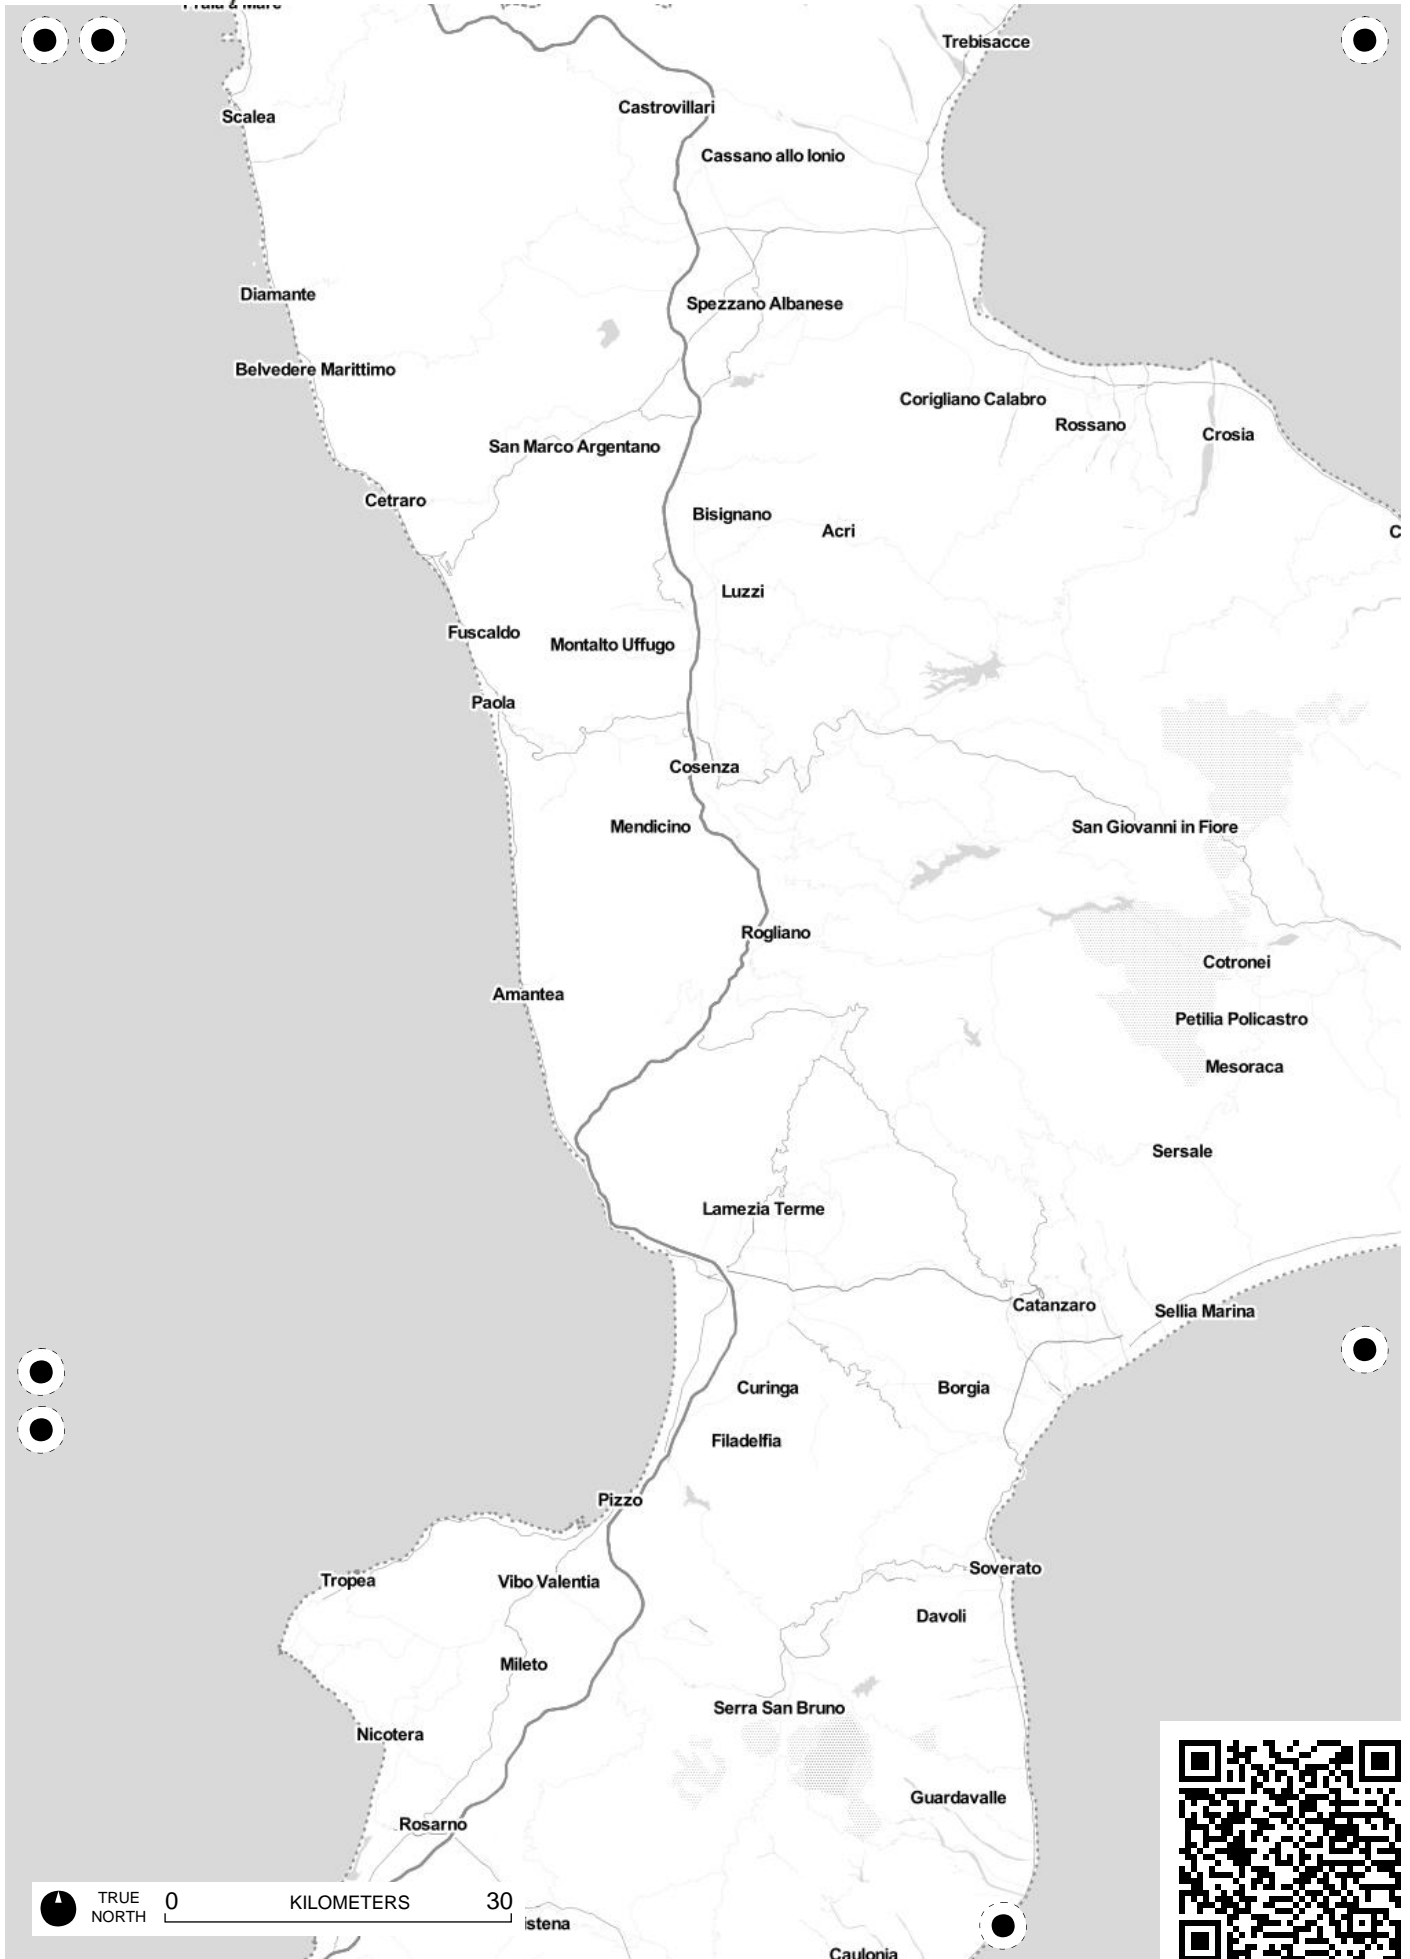 Praia a Mare
Trebisacce
Castrovillari
Scalea
Cassano allo Ionio
Diamante
Spezzano Albanese
Belvedere Marittimo
Corigliano Calabro
Rossano
Crosia
San Marco Argentano
Cetraro
Bisignano
Acri
C
Luzzi
Fuscaldo
Montalto Uffugo
Paola
Cosenza
Mendicino
San Giovanni in Fiore
Rogliano
Cotronei
Amantea
Petilia Policastro
Mesoraca
Sersale
Lamezia Terme
Catanzaro
Sellia Marina
Curinga
Borgia
Filadelfia
Pizzo
Soverato
Tropea
Vibo Valentia
Davoli
Mileto
Serra San Bruno
Nicotera
Guardavalle
Rosarno
TRUE
NORTH
0 KILOMETERS 30
istena
Caulonia